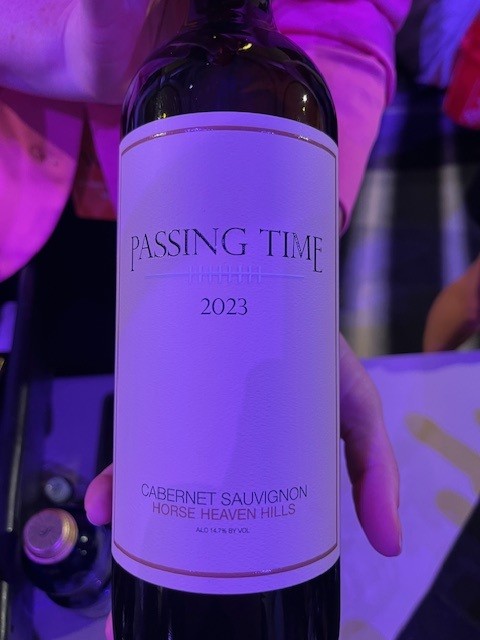 PASSING TIME
2023
CABERNET SAUVIGNON
HORSE HEAVEN HILLS
ALC 14.7% BY VOL